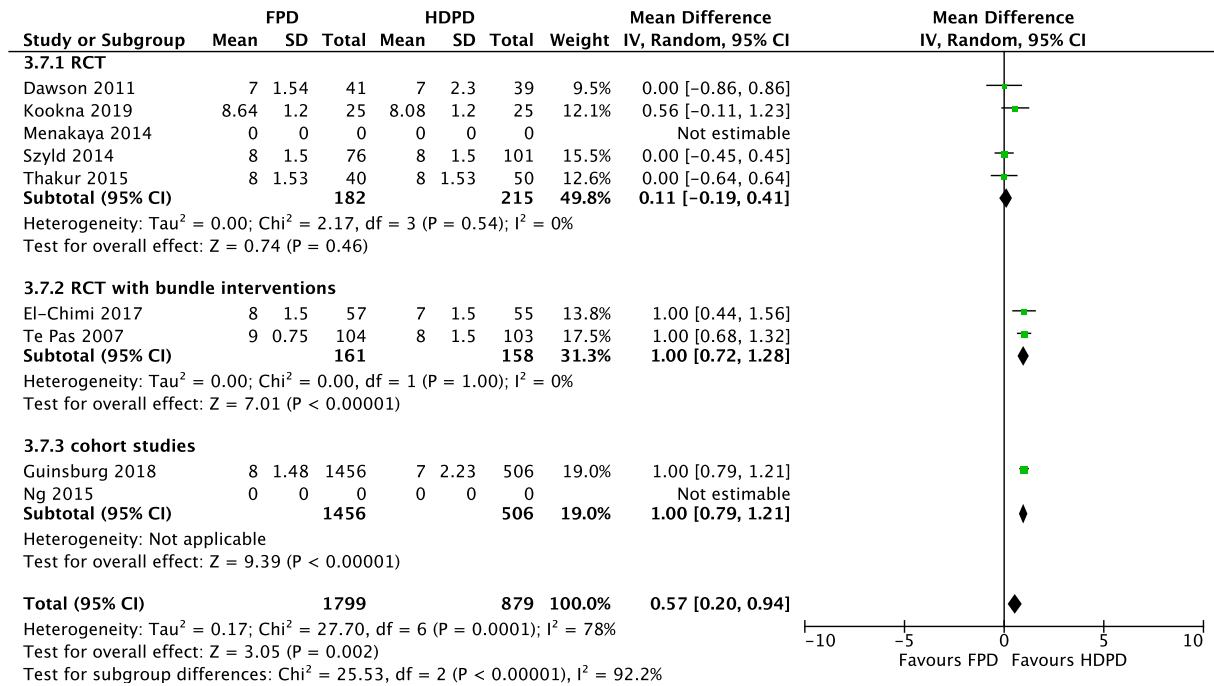 FPD HDPD Mean Difference Mean Difference
Study or Subgroup Mean SD Total Mean SD Total Weight IV, Random, 95% CI IV, Random, 95% CI
3.7.1 RCT
Dawson 2011 7 1.54 41 7 2.3 39 9.5% 0.00 [−0.86, 0.86]
Kookna 2019 8.64 1.2 25 8.08 1.2 25 12.1% 0.56 [−0.11, 1.23]
Menakaya 2014 0 0 0 0 0 0 Not estimable
Szyld 2014 8 1.5 76 8 1.5 101 15.5% 0.00 [−0.45, 0.45]
Thakur 2015 8 1.53 40 8 1.53 50 12.6% 0.00 [−0.64, 0.64]
Subtotal (95% CI) 182 215 49.8% 0.11 [−0.19, 0.41]
Heterogeneity: Tau² = 0.00; Chi² = 2.17, df = 3 (P = 0.54); I² = 0%
Test for overall effect: Z = 0.74 (P = 0.46)
3.7.2 RCT with bundle interventions
El−Chimi 2017 8 1.5 57 7 1.5 55 13.8% 1.00 [0.44, 1.56]
Te Pas 2007 9 0.75 104 8 1.5 103 17.5% 1.00 [0.68, 1.32]
Subtotal (95% CI) 161 158 31.3% 1.00 [0.72, 1.28]
Heterogeneity: Tau² = 0.00; Chi² = 0.00, df = 1 (P = 1.00); I² = 0%
Test for overall effect: Z = 7.01 (P < 0.00001)
3.7.3 cohort studies
Guinsburg 2018 8 1.48 1456 7 2.23 506 19.0% 1.00 [0.79, 1.21]
Ng 2015 0 0 0 0 0 0 Not estimable
Subtotal (95% CI) 1456 506 19.0% 1.00 [0.79, 1.21]
Heterogeneity: Not applicable
Test for overall effect: Z = 9.39 (P < 0.00001)
Total (95% CI) 1799 879 100.0% 0.57 [0.20, 0.94]
Heterogeneity: Tau² = 0.17; Chi² = 27.70, df = 6 (P = 0.0001); I² = 78%
Test for overall effect: Z = 3.05 (P = 0.002)
Test for subgroup differences: Chi² = 25.53, df = 2 (P < 0.00001), I² = 92.2%
−10 −5 0 5 10
Favours FPD Favours HDPD